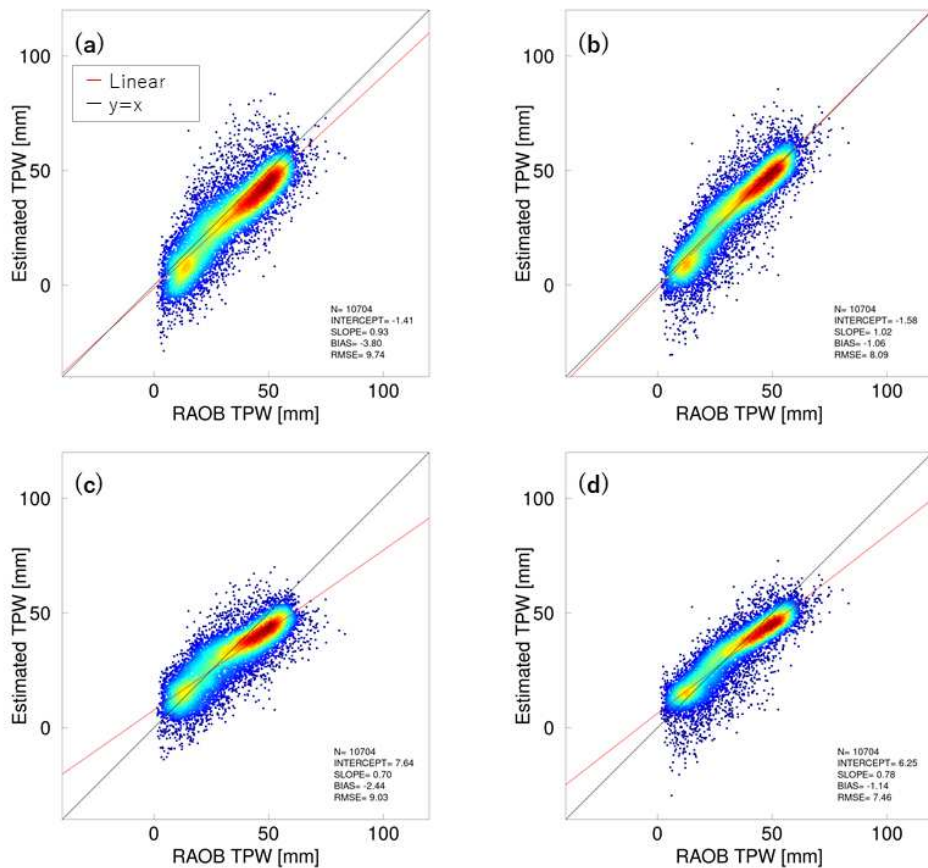 (a)
Linear
y=x
Estimated TPW [mm]
100
50
0
N= 10704
INTERCEPT= -1.41
SLOPE= 0.93
BIAS= -3.80
RMSE= 9.74
0 50 100
RAOB TPW [mm]
(b)
Estimated TPW [mm]
100
50
0
N= 10704
INTERCEPT= -1.58
SLOPE= 1.02
BIAS= -1.06
RMSE= 8.09
0 50 100
RAOB TPW [mm]
(c)
Estimated TPW [mm]
100
50
0
N= 10704
INTERCEPT= 7.64
SLOPE= 0.70
BIAS= -2.44
RMSE= 9.03
0 50 100
RAOB TPW [mm]
(d)
Estimated TPW [mm]
100
50
0
N= 10704
INTERCEPT= 6.25
SLOPE= 0.78
BIAS= -1.14
RMSE= 7.46
0 50 100
RAOB TPW [mm]